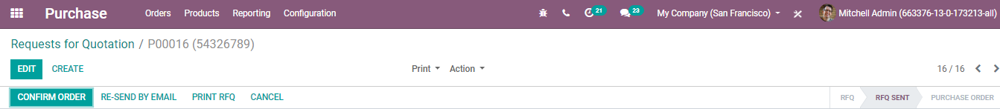 Purchase Orders Products Reporting Configuration 21 23 My Company (San Francisco) Mitchell Admin (663376-13-0-173213-all)
Requests for Quotation / P00016 (54326789)
EDIT CREATE Print Action 16 / 16
CONFIRM ORDER RE-SEND BY EMAIL PRINT RFQ CANCEL RFQ RFQ SENT PURCHASE ORDER